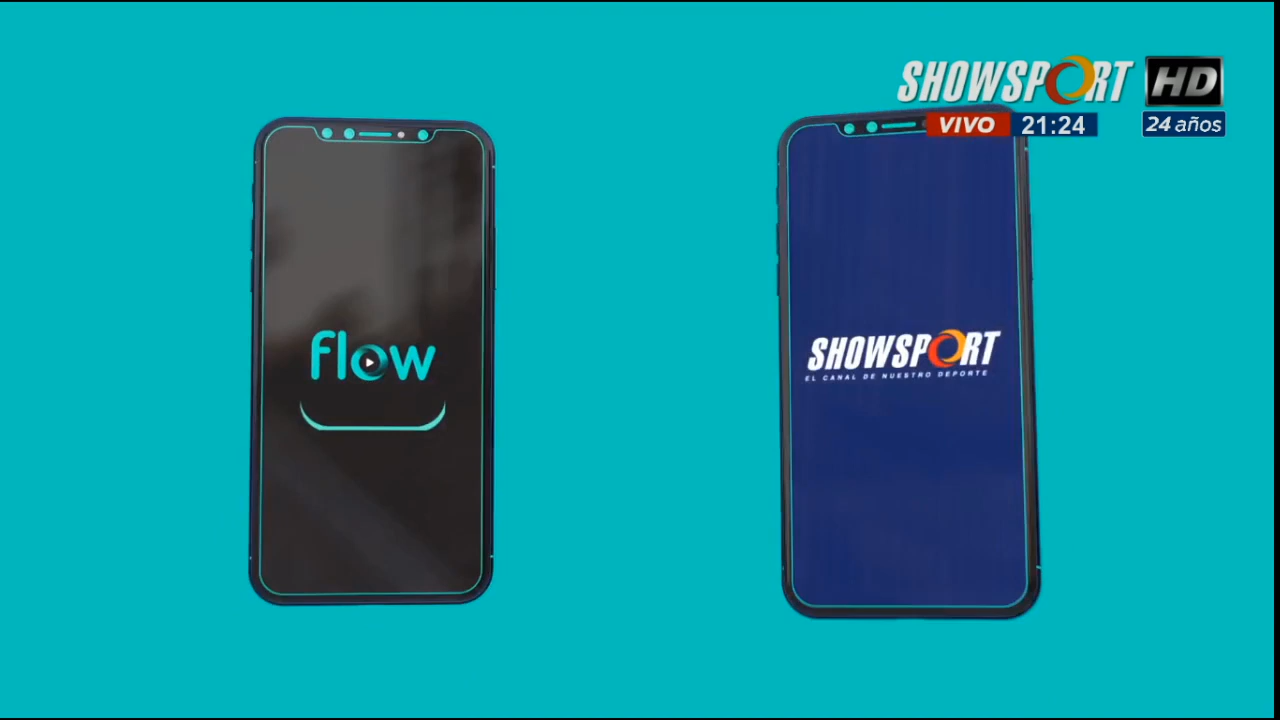 SHOWSPORT HD
VIVO 21:24 24 años
flow
SHOWSPORT
EL CANAL DE NUESTRO DEPORTE